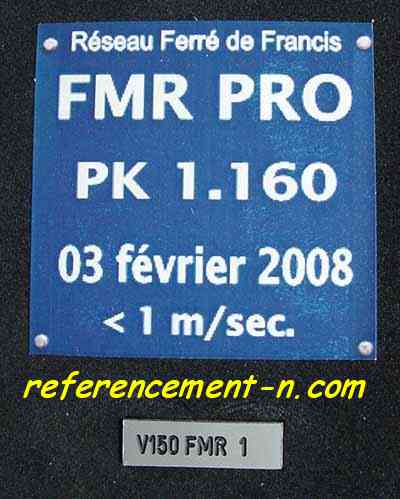 Réseau Ferré de Francis
FMR PRO
PK 1.160
03 février 2008
< 1 m/sec.
referencement-n.com
V150 FMR 1